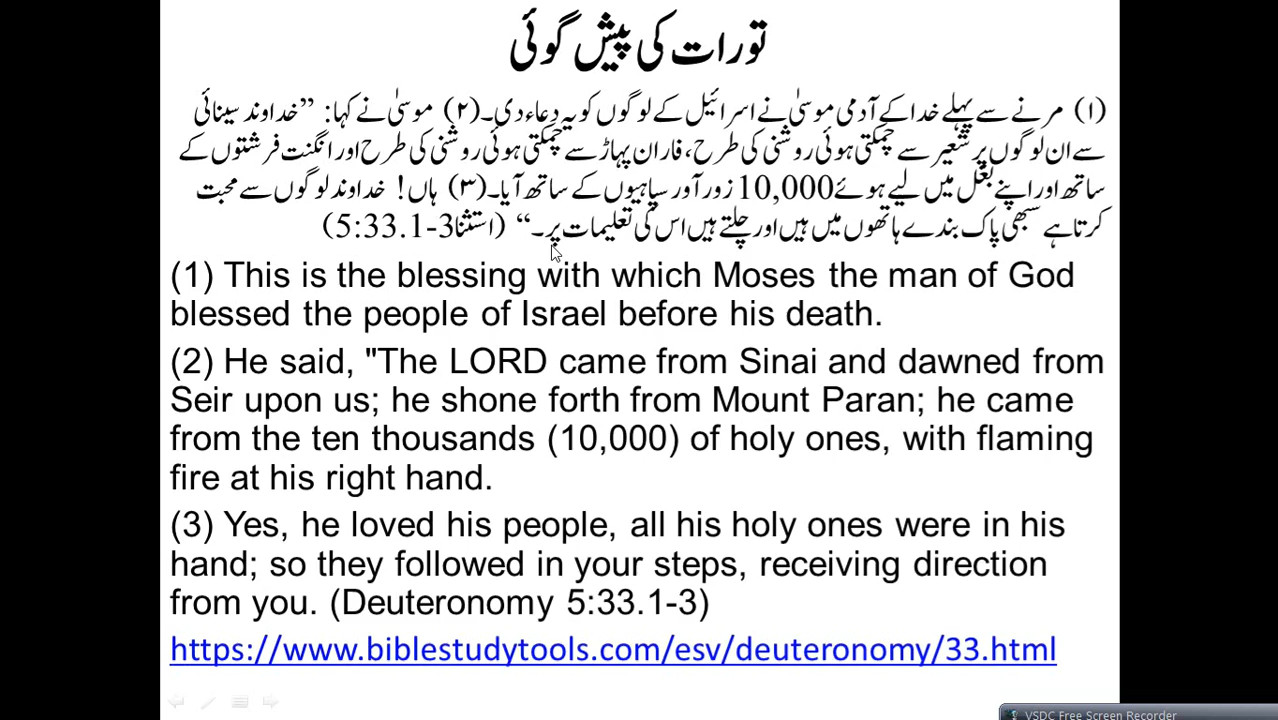 تورات کی پیش گوئی
(۱) مرنے سے پہلے خدا کے آدمی موسیٰ نے اسرائیل کے لوگوں کو یہ دعاء دی۔ (۲) موسیٰ نے کہا: ”خداوند سینائی
سے ان لوگوں پر شعیر سے چمکتی ہوئی روشنی کی طرح، فاران پہاڑ سے چمکتی ہوئی روشنی کی طرح اور انگنت فرشتوں کے
ساتھ اور اپنے بغل میں لیے ہوئے 10,000 زور آور سپاہیوں کے ساتھ آیا۔ (۳) ہاں! خداوند لوگوں سے محبت
کرتا ہے سبھی پاک بندے ہاتھوں میں ہیں اور چلتے ہیں اس کی تعلیمات پر۔“ (استثنا 5:33.1-3)
(1) This is the blessing with which Moses the man of God
blessed the people of Israel before his death.
(2) He said, "The LORD came from Sinai and dawned from
Seir upon us; he shone forth from Mount Paran; he came
from the ten thousands (10,000) of holy ones, with flaming
fire at his right hand.
(3) Yes, he loved his people, all his holy ones were in his
hand; so they followed in your steps, receiving direction
from you. (Deuteronomy 5:33.1-3)
https://www.biblestudytools.com/esv/deuteronomy/33.html
VSDC Free Screen Recorder